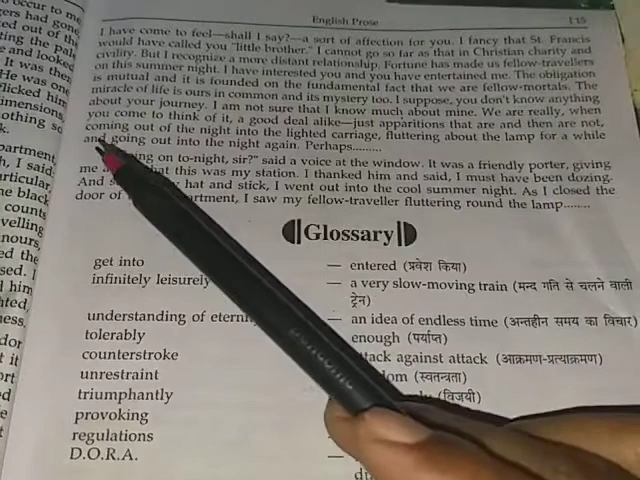 English Prose
115
I have come to feel—shall I say?—a sort of affection for you. I fancy that St. Francis
would have called you "little brother." I cannot go so far as that in Christian charity and
civility. But I recognize a more distant relationship. Fortune has made us fellow-travellers
on this summer night. I have interested you and you have entertained me. The obligation
is mutual and it is founded on the fundamental fact that we are fellow-mortals. The
miracle of life is ours in common and its mystery too. I suppose, you don't know anything
about your journey. I am not sure that I know much about mine. We are really, when
you come to think of it, a good deal alike—just apparitions that are and then are not,
coming out of the night into the lighted carriage, fluttering about the lamp for a while
and going out into the night again. Perhaps.........
on to-night, sir?" said a voice at the window. It was a friendly porter, giving
me that this was my station. I thanked him and said, I must have been dozing.
And hat and stick, I went out into the cool summer night. As I closed the
door of I saw my fellow-traveller fluttering round the lamp.......
Glossary
get into — entered (प्रवेश किया)
infinitely leisurely — a very slow-moving train (मन्द गति से चलने वाली
ट्रेन)
understanding of — an idea of endless time (अन्तहीन समय का विचार)
tolerably enough (पर्याप्त)
counterstroke against attack (आक्रमण-प्रत्याक्रमण)
unrestraint (स्वतन्त्रता)
triumphantly (विजयी)
provoking
regulations
D.O.R.A.